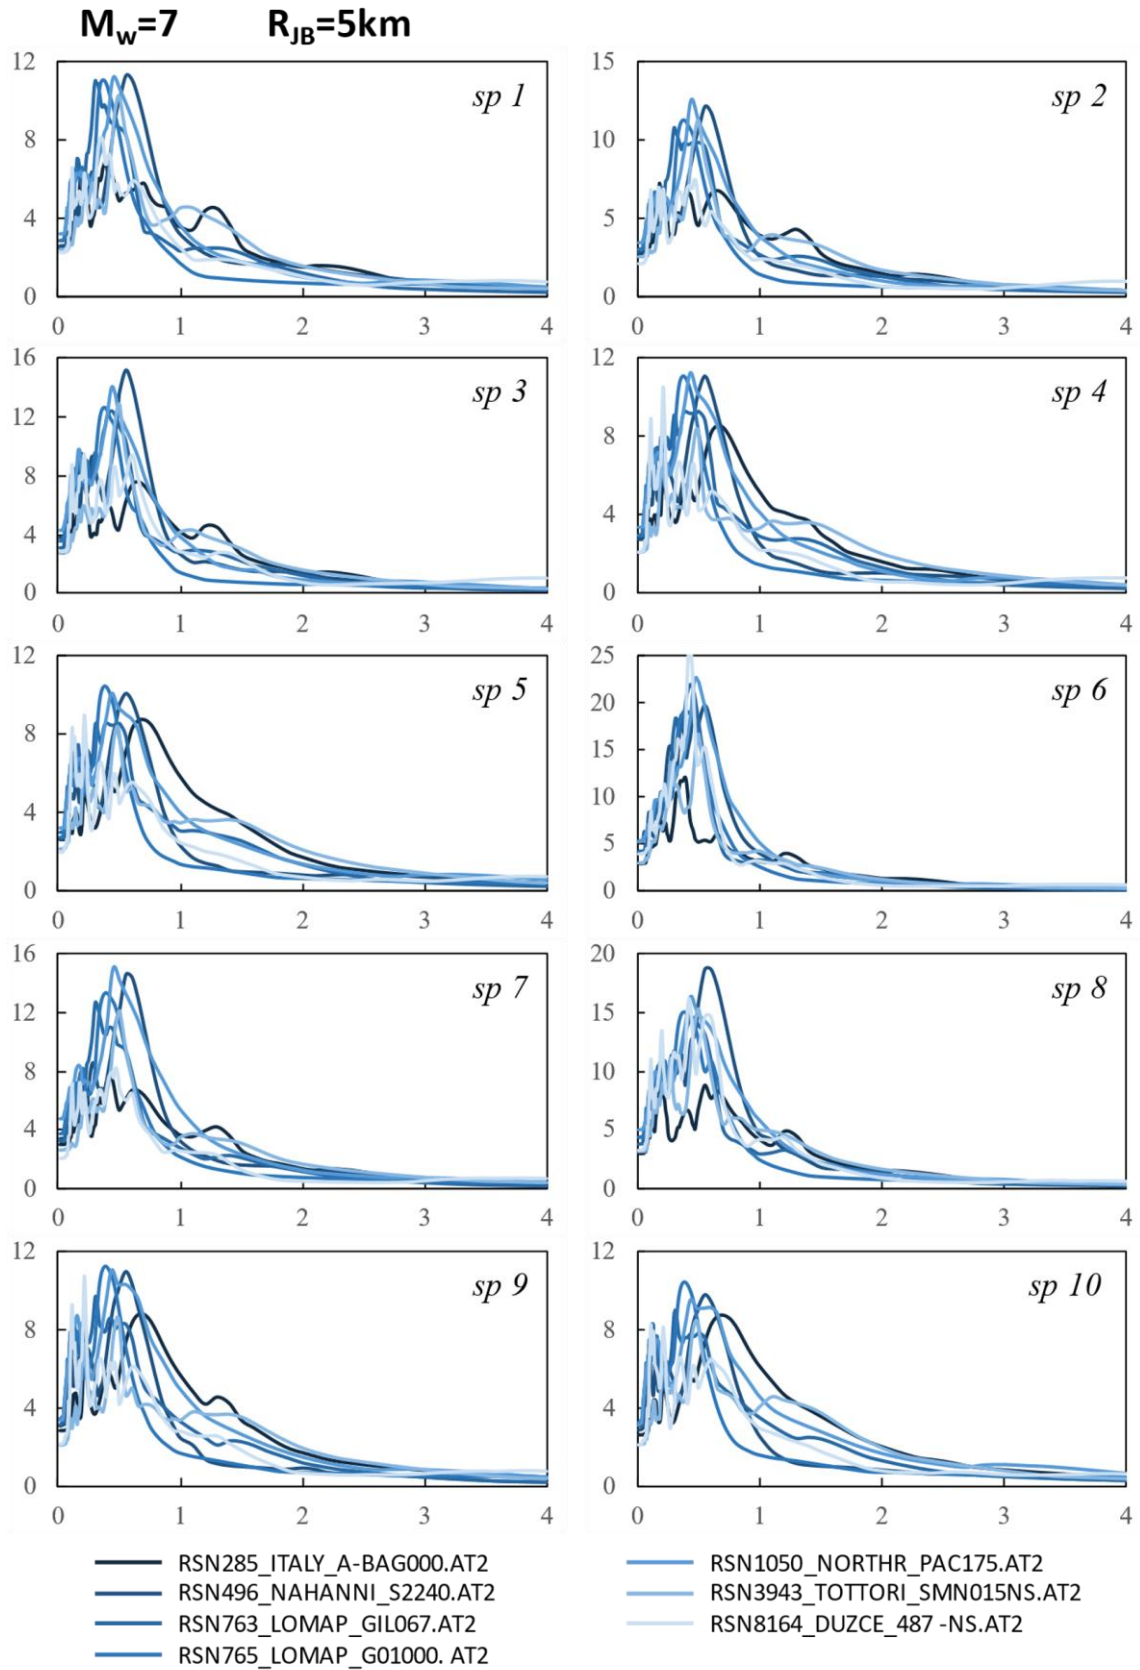 Mw=7 RJB=5km
12 15
sp 1 sp 2
8 10
4 5
0 0
0 1 2 3 4 0 1 2 3 4
16 12
sp 3 sp 4
12 8
8 4
4
0 0
0 1 2 3 4 0 1 2 3 4
12 25
sp 5 sp 6
20
8 15
10
4 5
0 0
0 1 2 3 4 0 1 2 3 4
16 20
sp 7 sp 8
12 15
8 10
4 5
0 0
0 1 2 3 4 0 1 2 3 4
12 12
sp 9 sp 10
8 8
4 4
0 0
0 1 2 3 4 0 1 2 3 4
RSN285_ITALY_A-BAG000.AT2 RSN1050_NORTHR_PAC175.AT2
RSN496_NAHANNI_S2240.AT2 RSN3943_TOTTORI_SMN015NS.AT2
RSN763_LOMAP_GIL067.AT2 RSN8164_DUZCE_487 -NS.AT2
RSN765_LOMAP_G01000. AT2